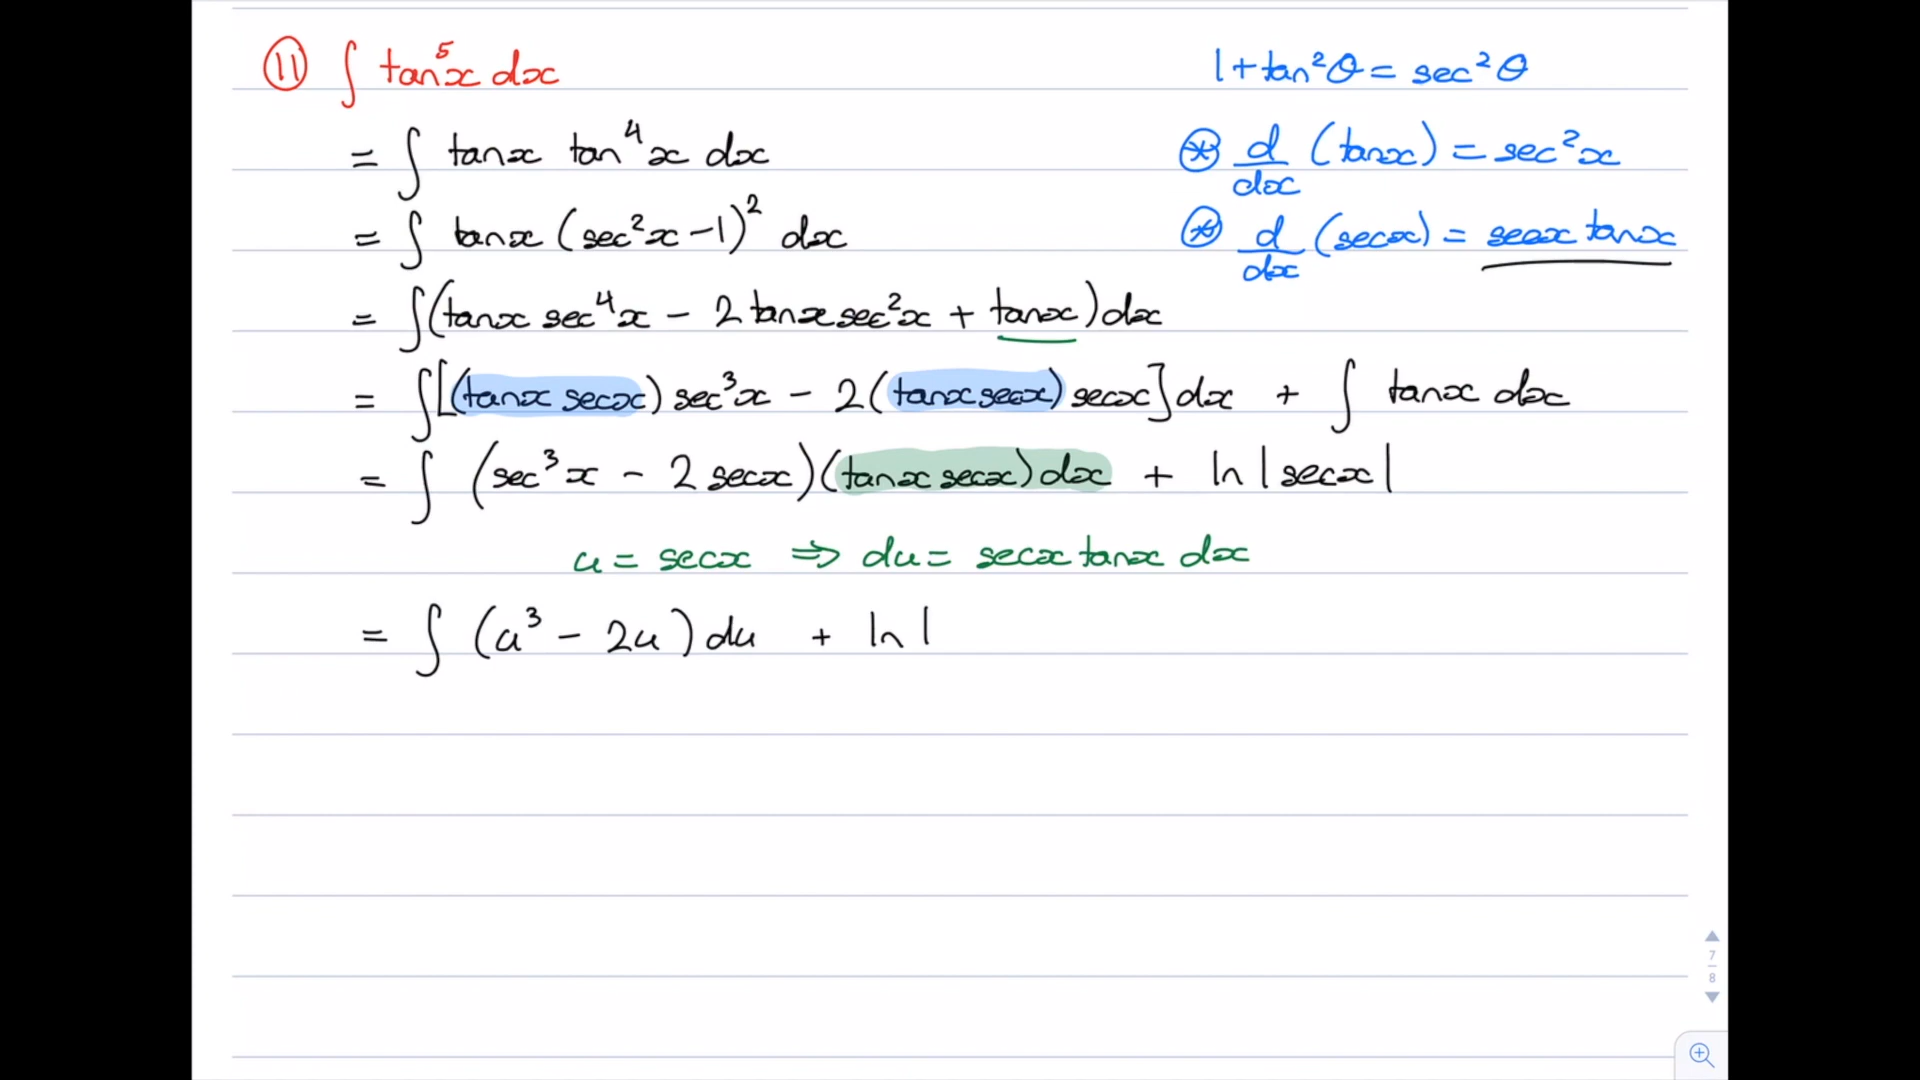 ⑪ ∫ tan⁵x dx
1 + tan²θ = sec²θ
= ∫ tanx tan⁴x dx
⊛ d/dx (tanx) = sec²x
= ∫ tanx (sec²x − 1)² dx
⊛ d/dx (secx) = secx tanx
= ∫(tanx sec⁴x − 2 tanx sec²x + tanx) dx
= ∫[(tanx secx) sec³x − 2(tanx secx) secx] dx + ∫ tanx dx
= ∫ (sec³x − 2 secx)(tanx secx) dx + ln|secx|
u = secx ⇒ du = secx tanx dx
= ∫ (u³ − 2u) du + ln|
7
8